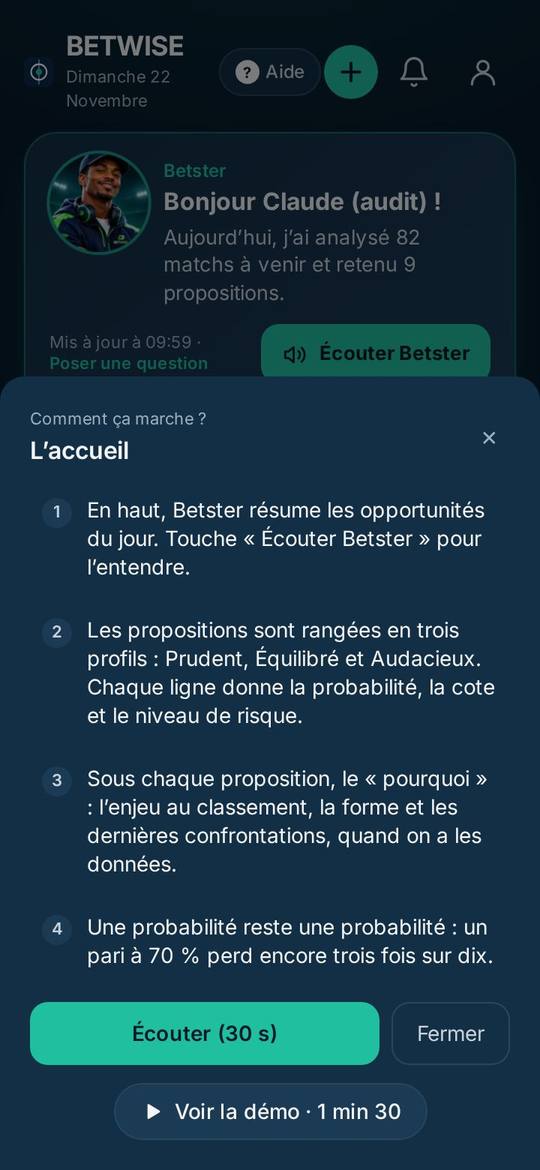 BETWISE
Dimanche 22
Novembre
? Aide
Betster
Bonjour Claude (audit) !
Aujourd’hui, j’ai analysé 82
matchs à venir et retenu 9
propositions.
Mis à jour à 09:59 ·
Poser une question
Écouter Betster
Comment ça marche ?
L’accueil
1 En haut, Betster résume les opportunités
du jour. Touche « Écouter Betster » pour
l’entendre.
2 Les propositions sont rangées en trois
profils : Prudent, Équilibré et Audacieux.
Chaque ligne donne la probabilité, la cote
et le niveau de risque.
3 Sous chaque proposition, le « pourquoi »
: l’enjeu au classement, la forme et les
dernières confrontations, quand on a les
données.
4 Une probabilité reste une probabilité : un
pari à 70 % perd encore trois fois sur dix.
Écouter (30 s)
Fermer
Voir la démo · 1 min 30